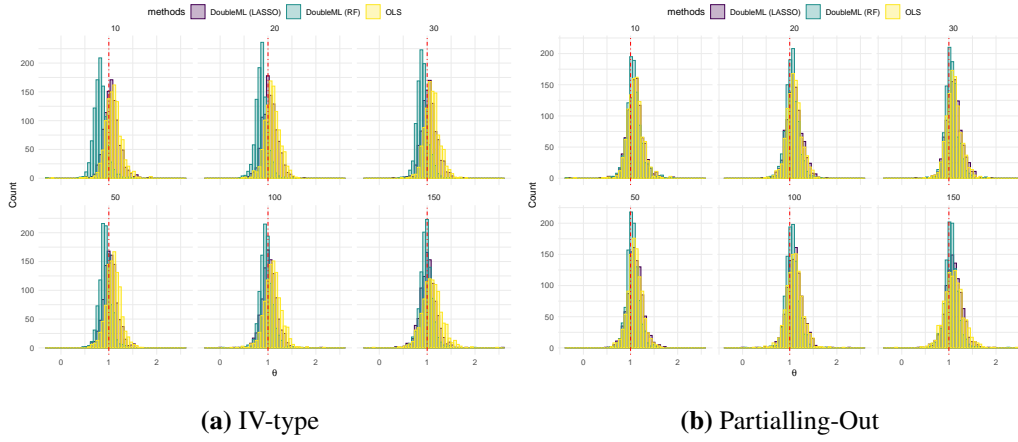 methods DoubleML (LASSO) DoubleML (RF) OLS
10 20 30
200
150
100
50
0
50 100 150
200
150
100
50
0
0 1 2 0 1 2 0 1 2
Count
θ
(a) IV-type
methods DoubleML (LASSO) DoubleML (RF) OLS
10 20 30
200
150
100
50
0
50 100 150
200
150
100
50
0
0 1 2 0 1 2 0 1 2
Count
θ
(b) Partialling-Out